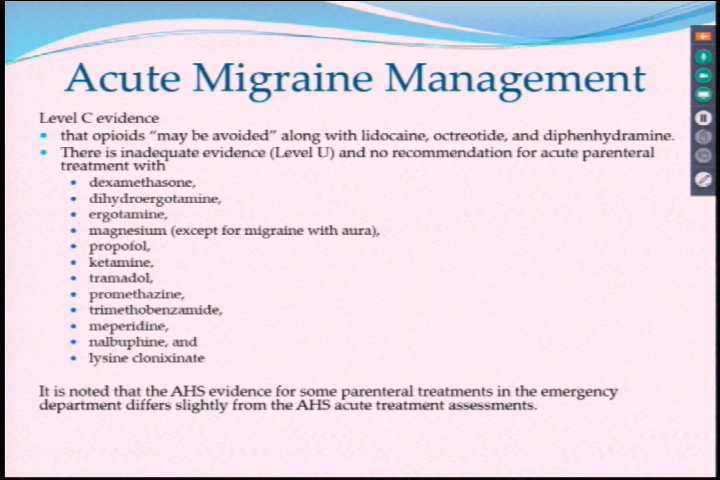 Acute Migraine Management
Level C evidence
• that opioids “may be avoided” along with lidocaine, octreotide, and diphenhydramine.
• There is inadequate evidence (Level U) and no recommendation for acute parenteral
treatment with
• dexamethasone,
• dihydroergotamine,
• ergotamine,
• magnesium (except for migraine with aura),
• propofol,
• ketamine,
• tramadol,
• promethazine,
• trimethobenzamide,
• meperidine,
• nalbuphine, and
• lysine clonixinate
It is noted that the AHS evidence for some parenteral treatments in the emergency
department differs slightly from the AHS acute treatment assessments.